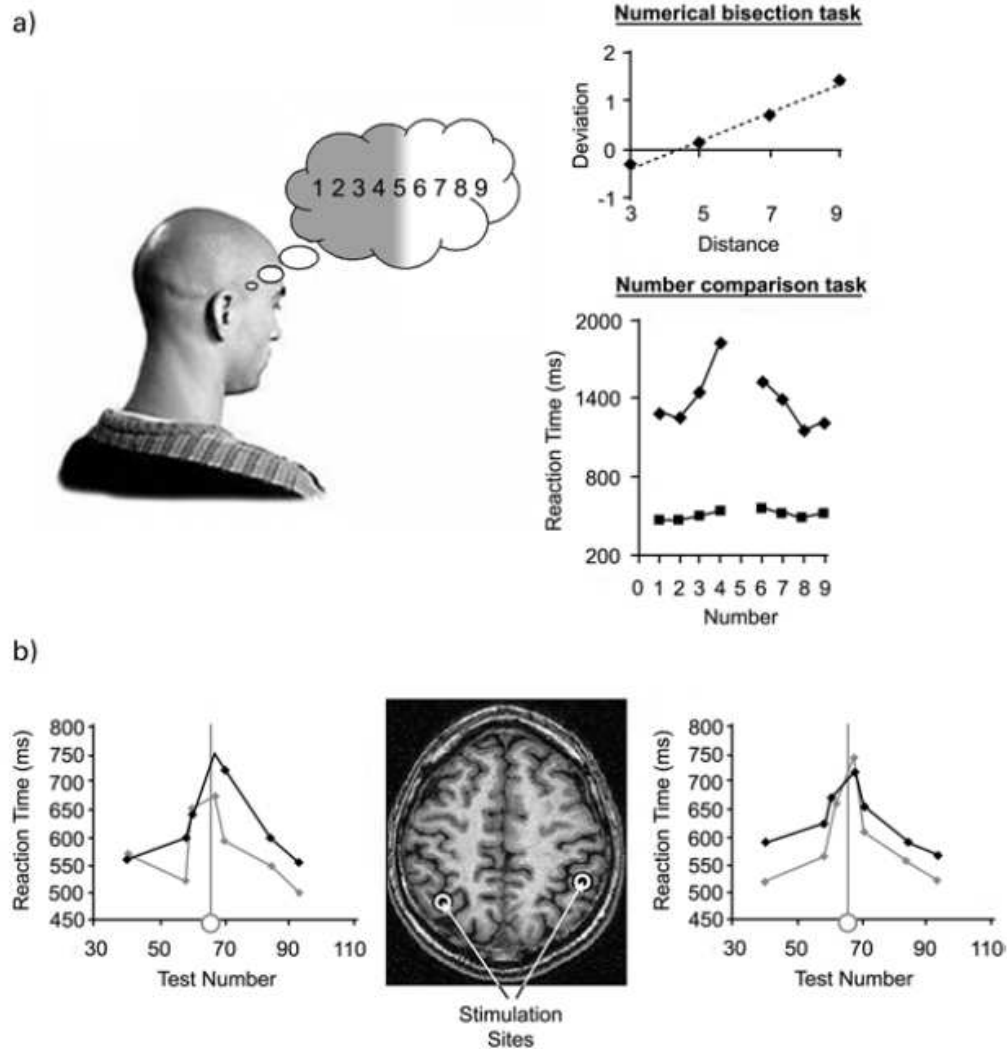 a)
Numerical bisection task
2
1
0
-1
Deviation
3 5 7 9
Distance
1 2 3 4 5 6 7 8 9
Number comparison task
2000
1400
800
200
Reaction Time (ms)
0 1 2 3 4 5 6 7 8 9
Number
b)
800
750
700
650
600
550
500
450
Reaction Time (ms)
30 50 70 90 110
Test Number
Stimulation
Sites
800
750
700
650
600
550
500
450
Reaction Time (ms)
30 50 70 90 110
Test Number